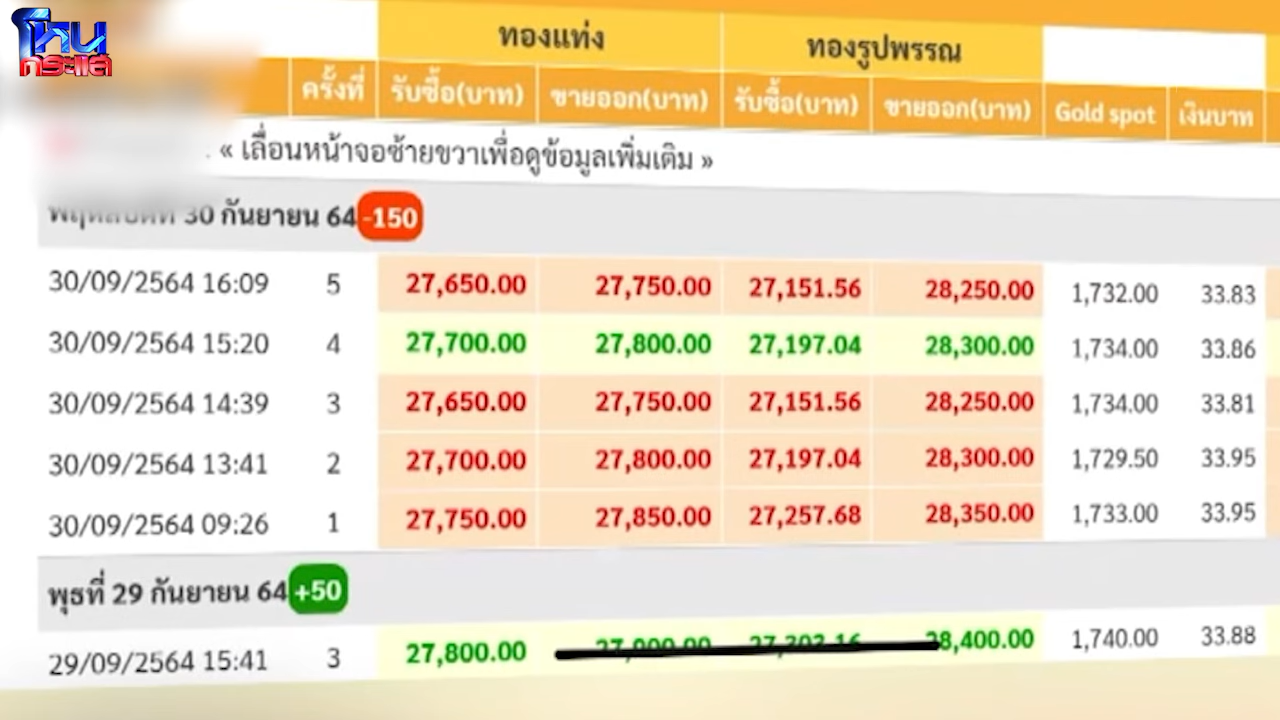 โหนกระแส
ทองแท่ง ทองรูปพรรณ
ครั้งที่ รับซื้อ(บาท) ขายออก(บาท) รับซื้อ(บาท) ขายออก(บาท) Gold spot เงินบาท
« เลื่อนหน้าจอซ้ายขวาเพื่อดูข้อมูลเพิ่มเติม »
30 กันยายน 64 -150
30/09/2564 16:09 5 27,650.00 27,750.00 27,151.56 28,250.00 1,732.00 33.83
30/09/2564 15:20 4 27,700.00 27,800.00 27,197.04 28,300.00 1,734.00 33.86
30/09/2564 14:39 3 27,650.00 27,750.00 27,151.56 28,250.00 1,734.00 33.81
30/09/2564 13:41 2 27,700.00 27,800.00 27,197.04 28,300.00 1,729.50 33.95
30/09/2564 09:26 1 27,750.00 27,850.00 27,257.68 28,350.00 1,733.00 33.95
พุธที่ 29 กันยายน 64 +50
29/09/2564 15:41 3 27,800.00 28,400.00 1,740.00 33.88